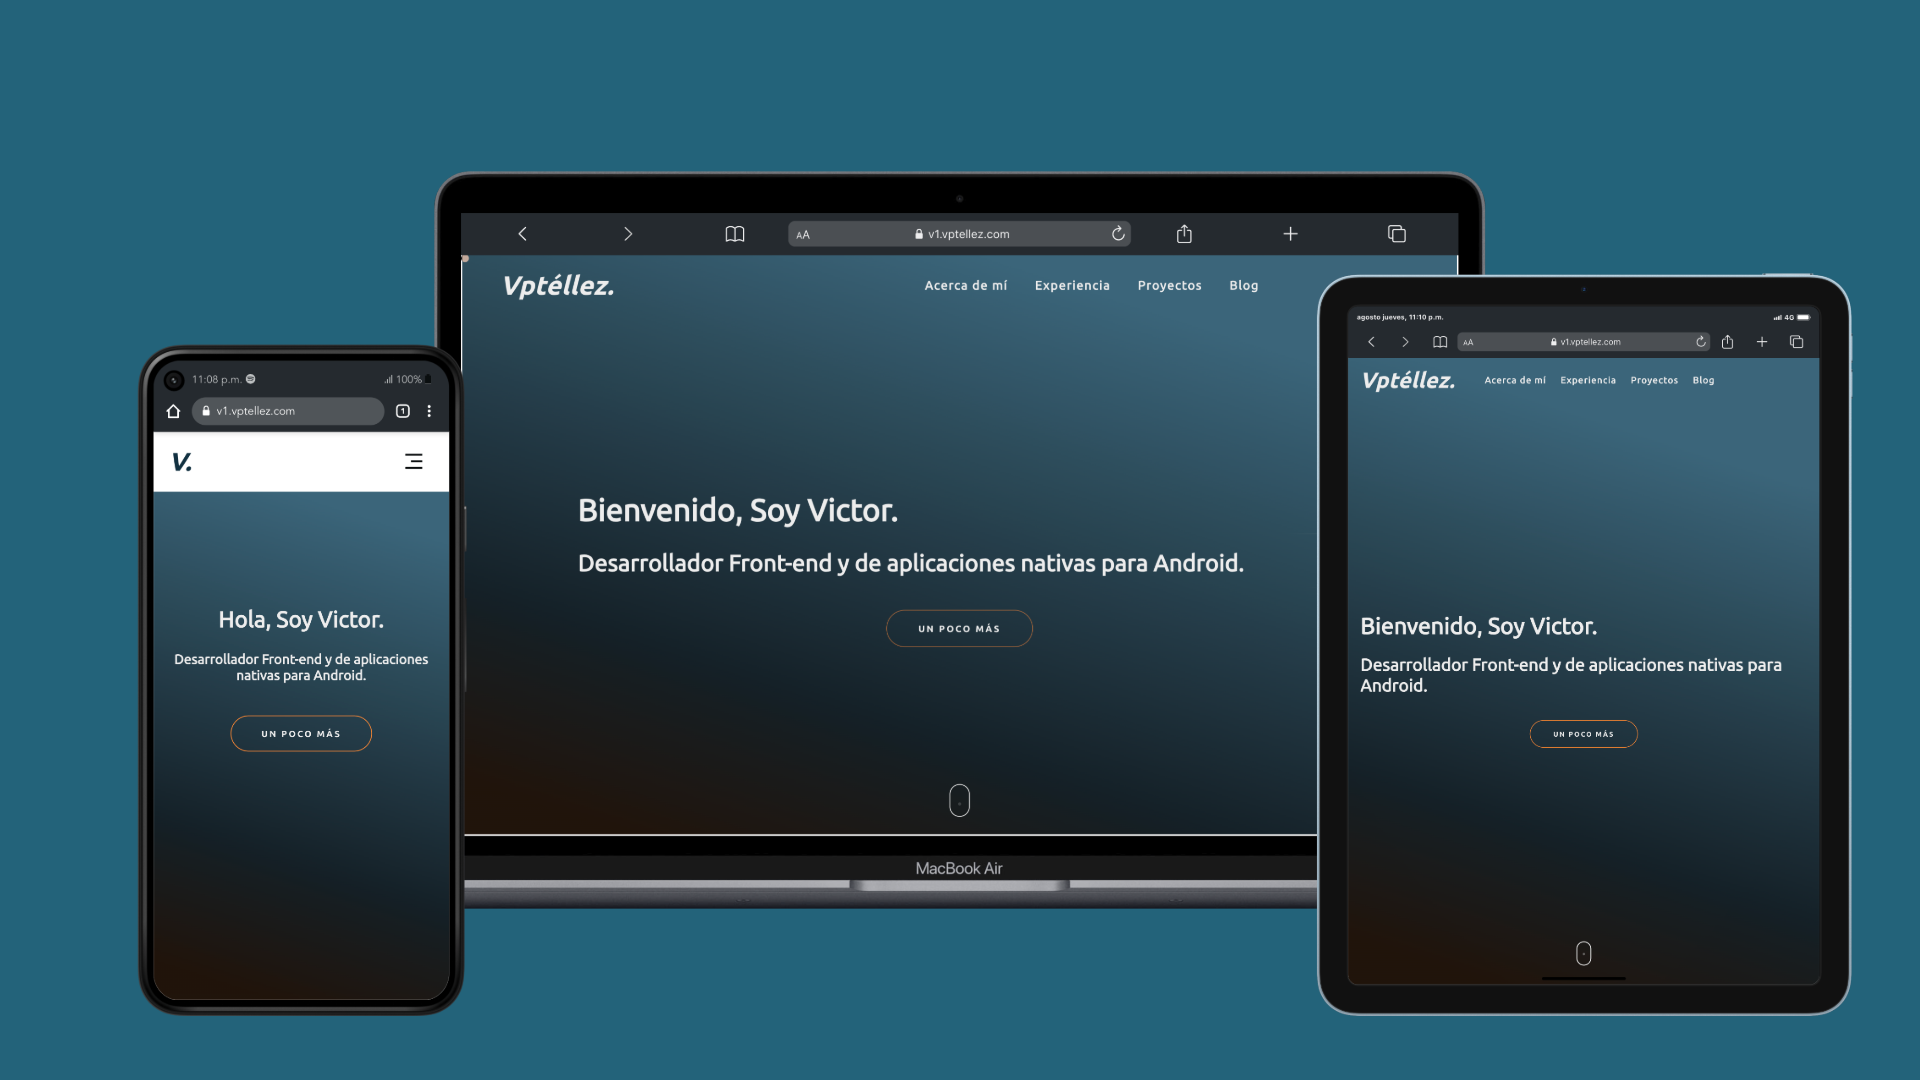 11:08 p.m.
100%
v1.vptellez.com
1
V.
Hola, Soy Victor.
Desarrollador Front-end y de aplicaciones
nativas para Android.
UN POCO MÁS
AA
v1.vptellez.com
Vptéllez.
Acerca de mí
Experiencia
Proyectos
Blog
Bienvenido, Soy Victor.
Desarrollador Front-end y de aplicaciones nativas para Android.
UN POCO MÁS
MacBook Air
agosto jueves, 11:10 p.m.
4G
AA
v1.vptellez.com
Vptéllez.
Acerca de mí
Experiencia
Proyectos
Blog
Bienvenido, Soy Victor.
Desarrollador Front-end y de aplicaciones nativas para
Android.
UN POCO MÁS